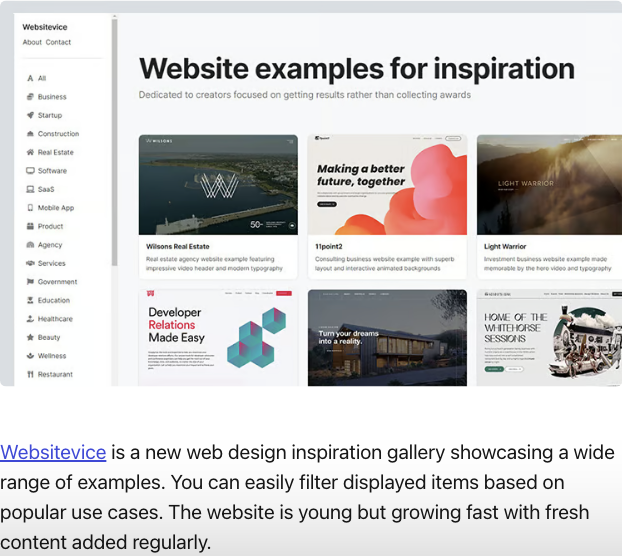 Websitevice
About Contact
All
Business
Startup
Construction
Real Estate
Software
SaaS
Mobile App
Product
Agency
Services
Government
Education
Healthcare
Beauty
Wellness
Restaurant
Website examples for inspiration
Dedicated to creators focused on getting results rather than collecting awards
WILSONS
50
Wilsons Real Estate
Real estate agency website example featuring
impressive video header and modern typography
Making a better
future, together
11point2
Consulting business website example with superb
layout and interactive animated backgrounds
LIGHT WARRIOR
Light Warrior
Investment business website example made
memorable by the hero video and typography
Developer
Relations
Made Easy
Turn your dreams
into a reality.
HOME OF THE
WHITEHORSE
SESSIONS
Websitevice is a new web design inspiration gallery showcasing a wide
range of examples. You can easily filter displayed items based on
popular use cases. The website is young but growing fast with fresh
content added regularly.